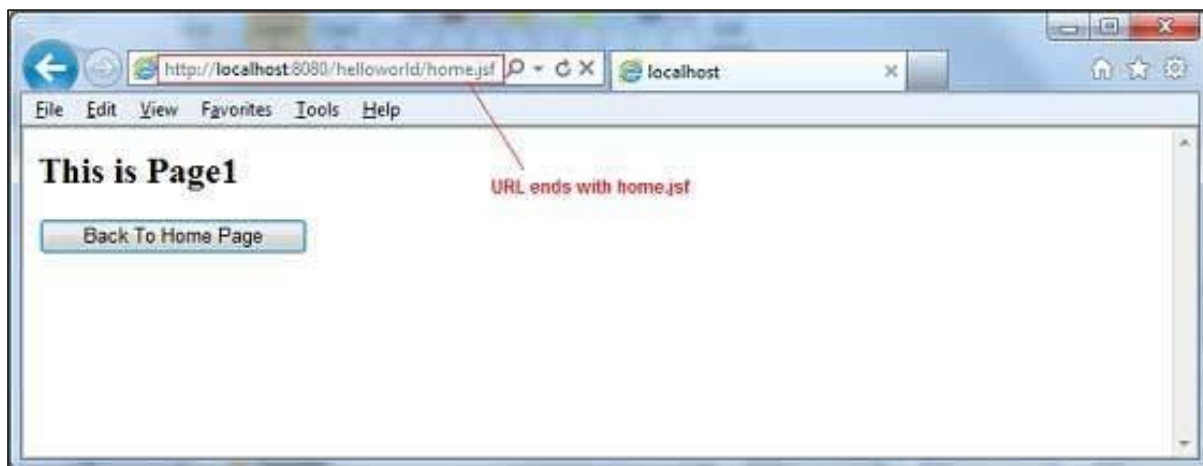 http://localhost:8080/helloworld/home.jsf
localhost
File Edit View Favorites Tools Help
This is Page1
URL ends with home.jsf
Back To Home Page